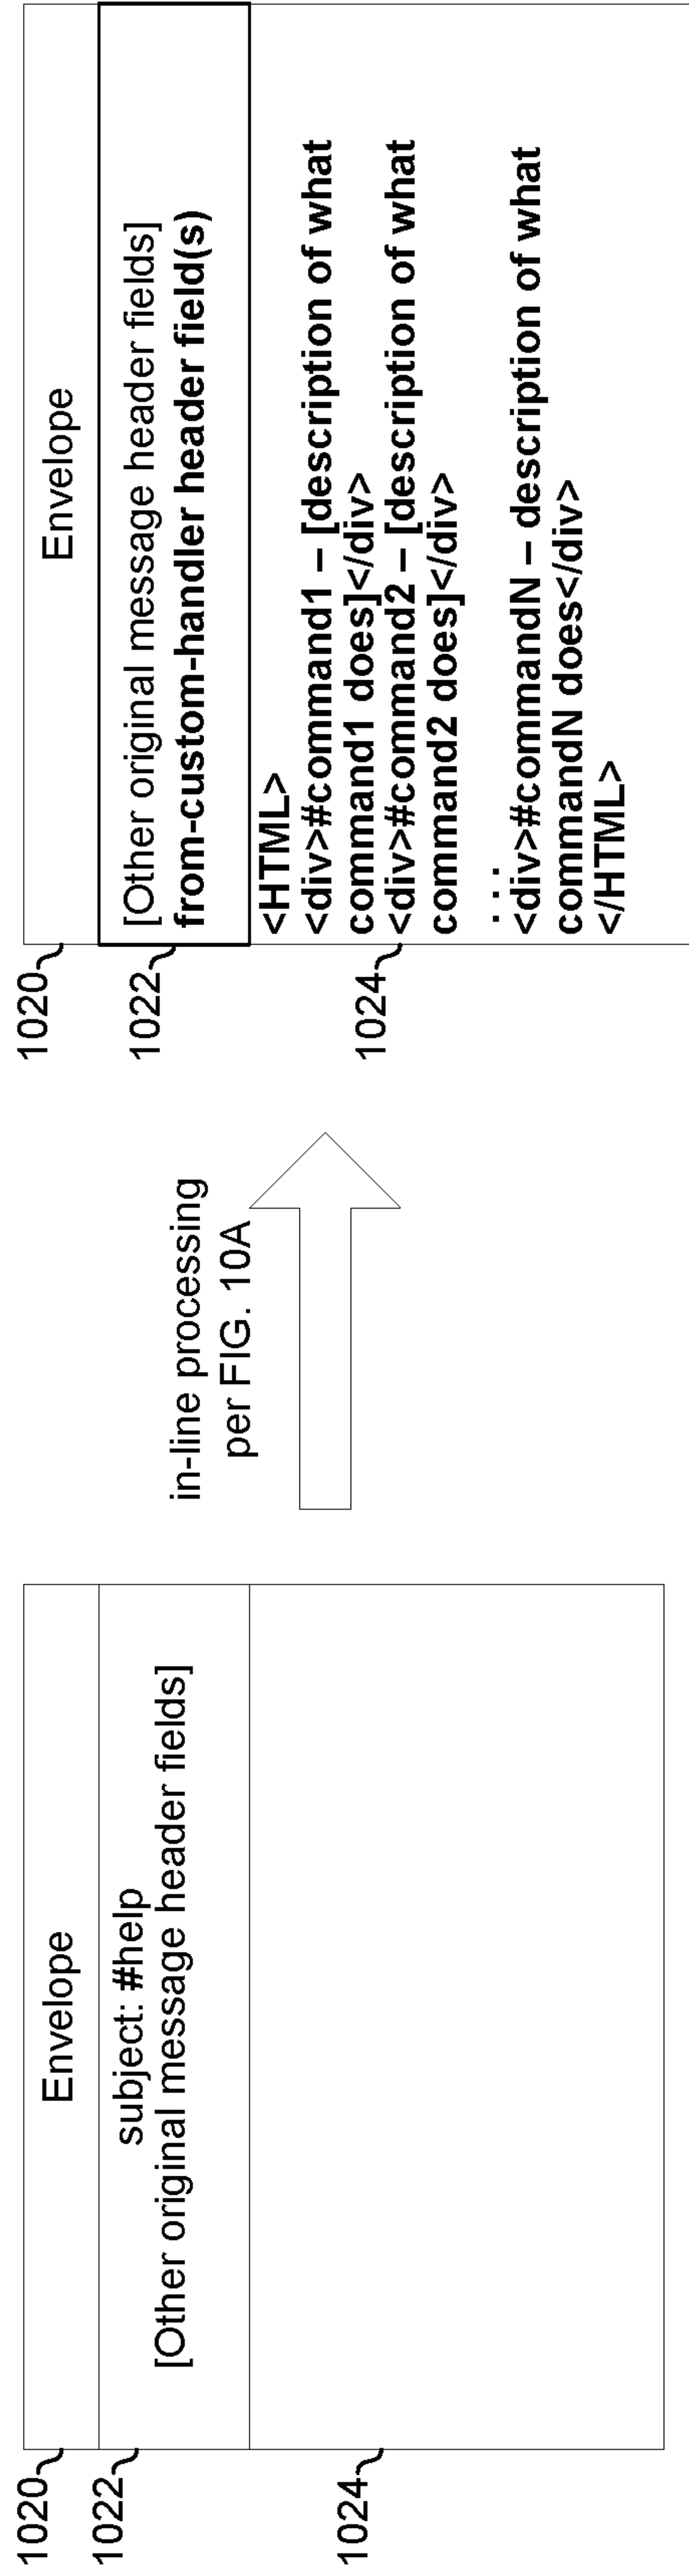 1020
Envelope
1022
subject: #help
[Other original message header fields]
1024
in-line processing
per FIG. 10A
1020
Envelope
1022
[Other original message header fields]
from-custom-handler header field(s)
1024
<HTML>
<div>#command1 – [description of what
command1 does]</div>
<div>#command2 – [description of what
command2 does]</div>
. . .
<div>#commandN – description of what
commandN does</div>
</HTML>